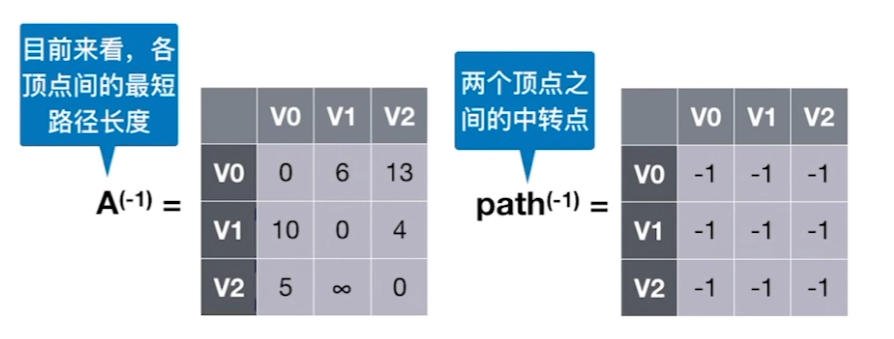 目前来看，各
顶点间的最短
路径长度
A(-1) =
V0 V1 V2
V0 0 6 13
V1 10 0 4
V2 5 ∞ 0
两个顶点之
间的中转点
path(-1) =
V0 V1 V2
V0 -1 -1 -1
V1 -1 -1 -1
V2 -1 -1 -1